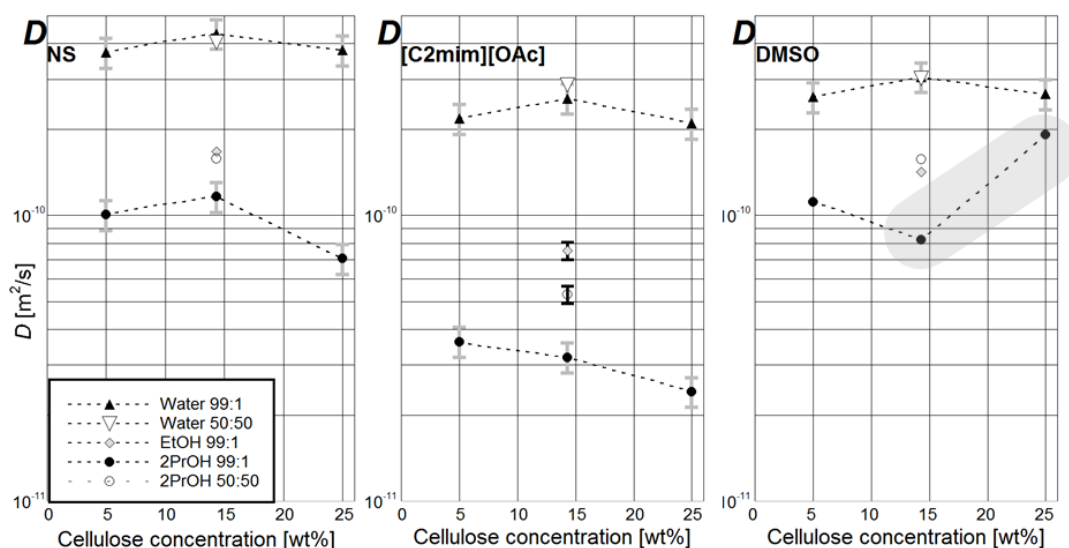 D
NS
D
[C2mim][OAc]
D
DMSO
D [m²/s]
10⁻¹⁰
10⁻¹¹
Water 99:1
Water 50:50
EtOH 99:1
2PrOH 99:1
2PrOH 50:50
0 5 10 15 20 25
Cellulose concentration [wt%]
10⁻¹⁰
10⁻¹¹
0 5 10 15 20 25
Cellulose concentration [wt%]
10⁻¹⁰
10⁻¹¹
0 5 10 15 20 25
Cellulose concentration [wt%]